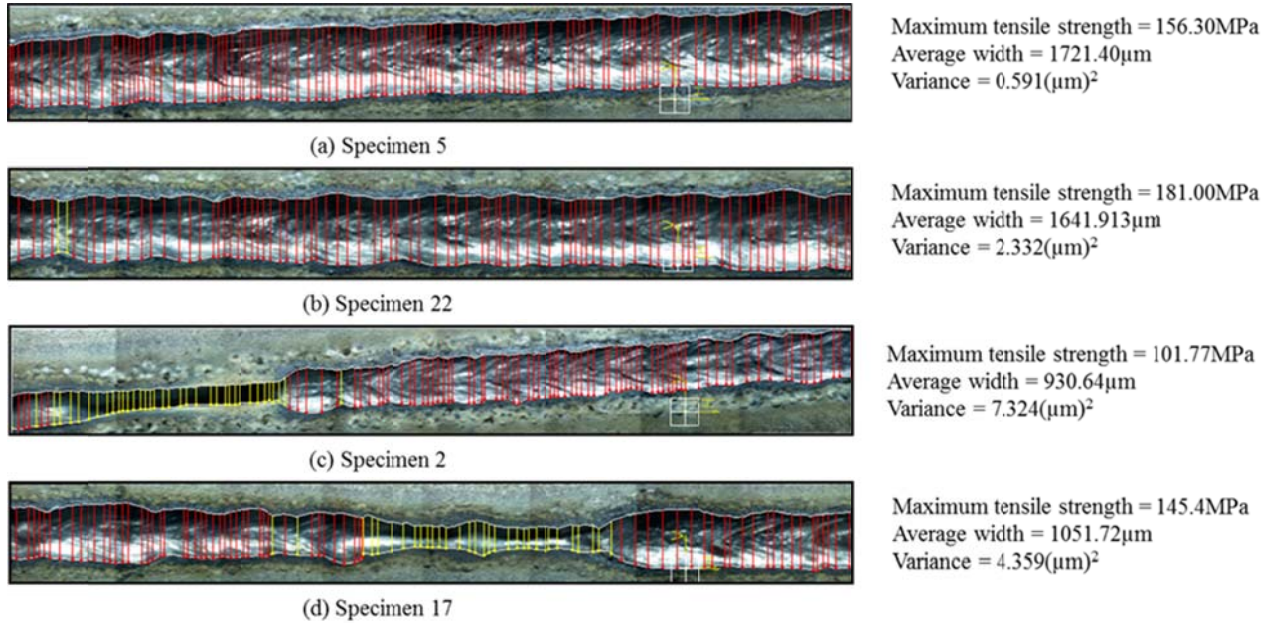 Maximum tensile strength = 156.30MPa
Average width = 1721.40µm
Variance = 0.591(µm)²
(a) Specimen 5
Maximum tensile strength = 181.00MPa
Average width = 1641.913µm
Variance = 2.332(µm)²
(b) Specimen 22
Maximum tensile strength = 101.77MPa
Average width = 930.64µm
Variance = 7.324(µm)²
(c) Specimen 2
Maximum tensile strength = 145.4MPa
Average width = 1051.72µm
Variance = 4.359(µm)²
(d) Specimen 17